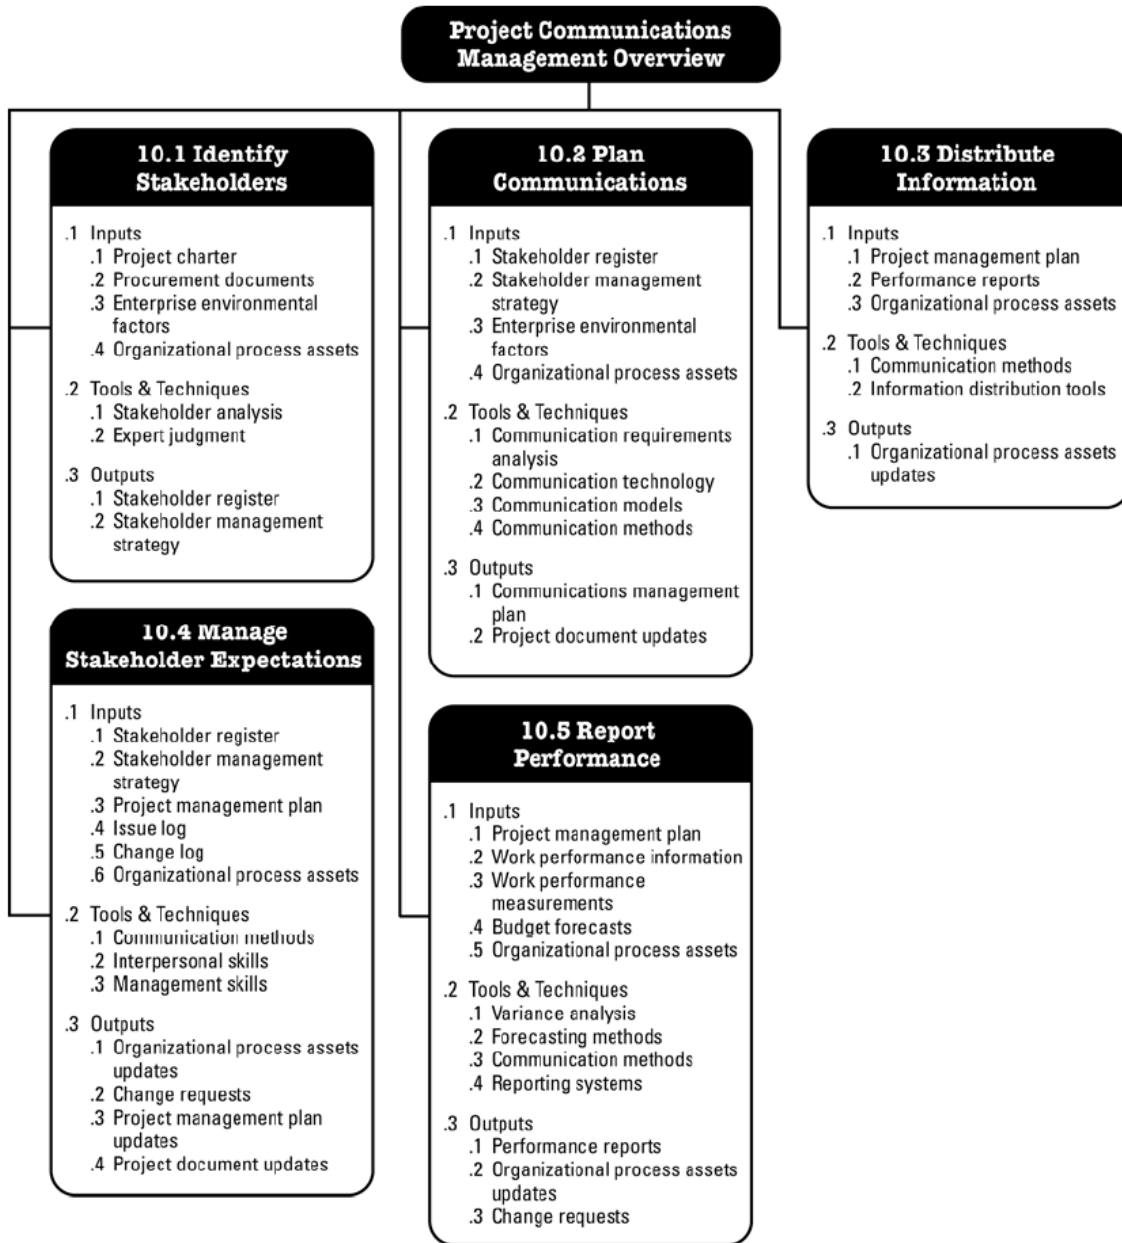 Project Communications
Management Overview
10.1 Identify
Stakeholders
.1 Inputs
.1 Project charter
.2 Procurement documents
.3 Enterprise environmental
factors
.4 Organizational process assets
.2 Tools & Techniques
.1 Stakeholder analysis
.2 Expert judgment
.3 Outputs
.1 Stakeholder register
.2 Stakeholder management
strategy
10.2 Plan
Communications
.1 Inputs
.1 Stakeholder register
.2 Stakeholder management
strategy
.3 Enterprise environmental
factors
.4 Organizational process assets
.2 Tools & Techniques
.1 Communication requirements
analysis
.2 Communication technology
.3 Communication models
.4 Communication methods
.3 Outputs
.1 Communications management
plan
.2 Project document updates
10.3 Distribute
Information
.1 Inputs
.1 Project management plan
.2 Performance reports
.3 Organizational process assets
.2 Tools & Techniques
.1 Communication methods
.2 Information distribution tools
.3 Outputs
.1 Organizational process assets
updates
10.4 Manage
Stakeholder Expectations
.1 Inputs
.1 Stakeholder register
.2 Stakeholder management
strategy
.3 Project management plan
.4 Issue log
.5 Change log
.6 Organizational process assets
.2 Tools & Techniques
.1 Communication methods
.2 Interpersonal skills
.3 Management skills
.3 Outputs
.1 Organizational process assets
updates
.2 Change requests
.3 Project management plan
updates
.4 Project document updates
10.5 Report
Performance
.1 Inputs
.1 Project management plan
.2 Work performance information
.3 Work performance
measurements
.4 Budget forecasts
.5 Organizational process assets
.2 Tools & Techniques
.1 Variance analysis
.2 Forecasting methods
.3 Communication methods
.4 Reporting systems
.3 Outputs
.1 Performance reports
.2 Organizational process assets
updates
.3 Change requests